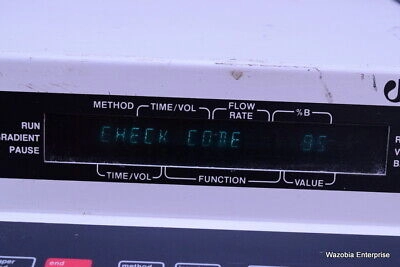 METHOD TIME/VOL FLOW RATE %B
RUN
GRADIENT
PAUSE
CHECK CODE 05
TIME/VOL FUNCTION VALUE
end
method
Wazobia Enterprise